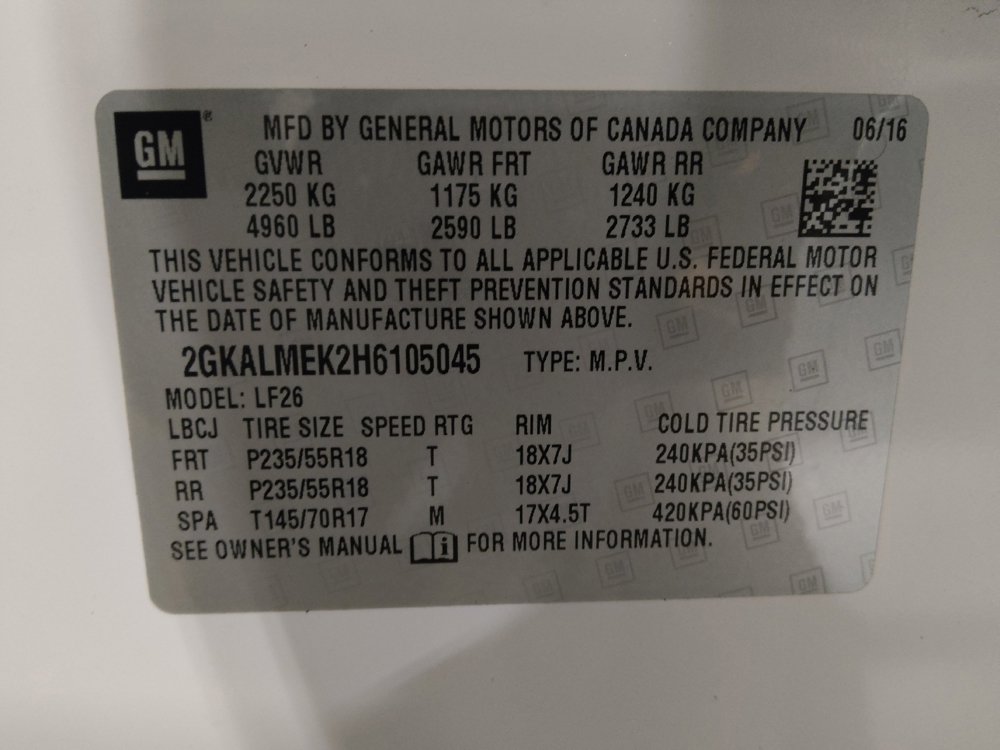 GM ®
MFD BY GENERAL MOTORS OF CANADA COMPANY 06/16
GVWR GAWR FRT GAWR RR
2250 KG 1175 KG 1240 KG
4960 LB 2590 LB 2733 LB
THIS VEHICLE CONFORMS TO ALL APPLICABLE U.S. FEDERAL MOTOR
VEHICLE SAFETY AND THEFT PREVENTION STANDARDS IN EFFECT ON
THE DATE OF MANUFACTURE SHOWN ABOVE.
2GKALMEK2H6105045 TYPE: M.P.V.
MODEL: LF26
LBCJ TIRE SIZE SPEED RTG RIM COLD TIRE PRESSURE
FRT P235/55R18 T 18X7J 240KPA(35PSI)
RR P235/55R18 T 18X7J 240KPA(35PSI)
SPA T145/70R17 M 17X4.5T 420KPA(60PSI)
SEE OWNER'S MANUAL i FOR MORE INFORMATION.